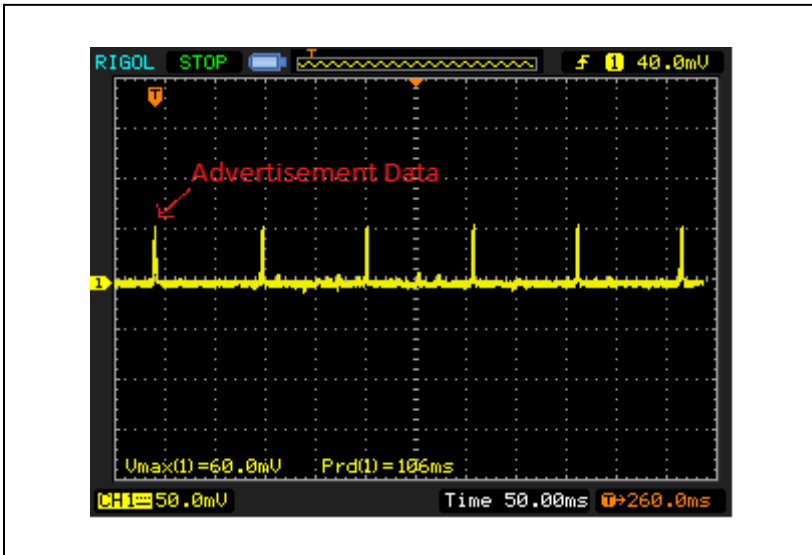 RIGOL STOP T f 1 40.0mV
T
Advertisement Data
1
Vmax(1)=60.0mV Prd(1)=106ms
CH1 50.0mV Time 50.00ms T→260.0ms